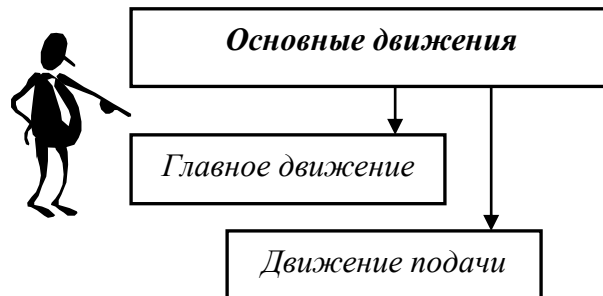 Основные движения
Главное движение
Движение подачи